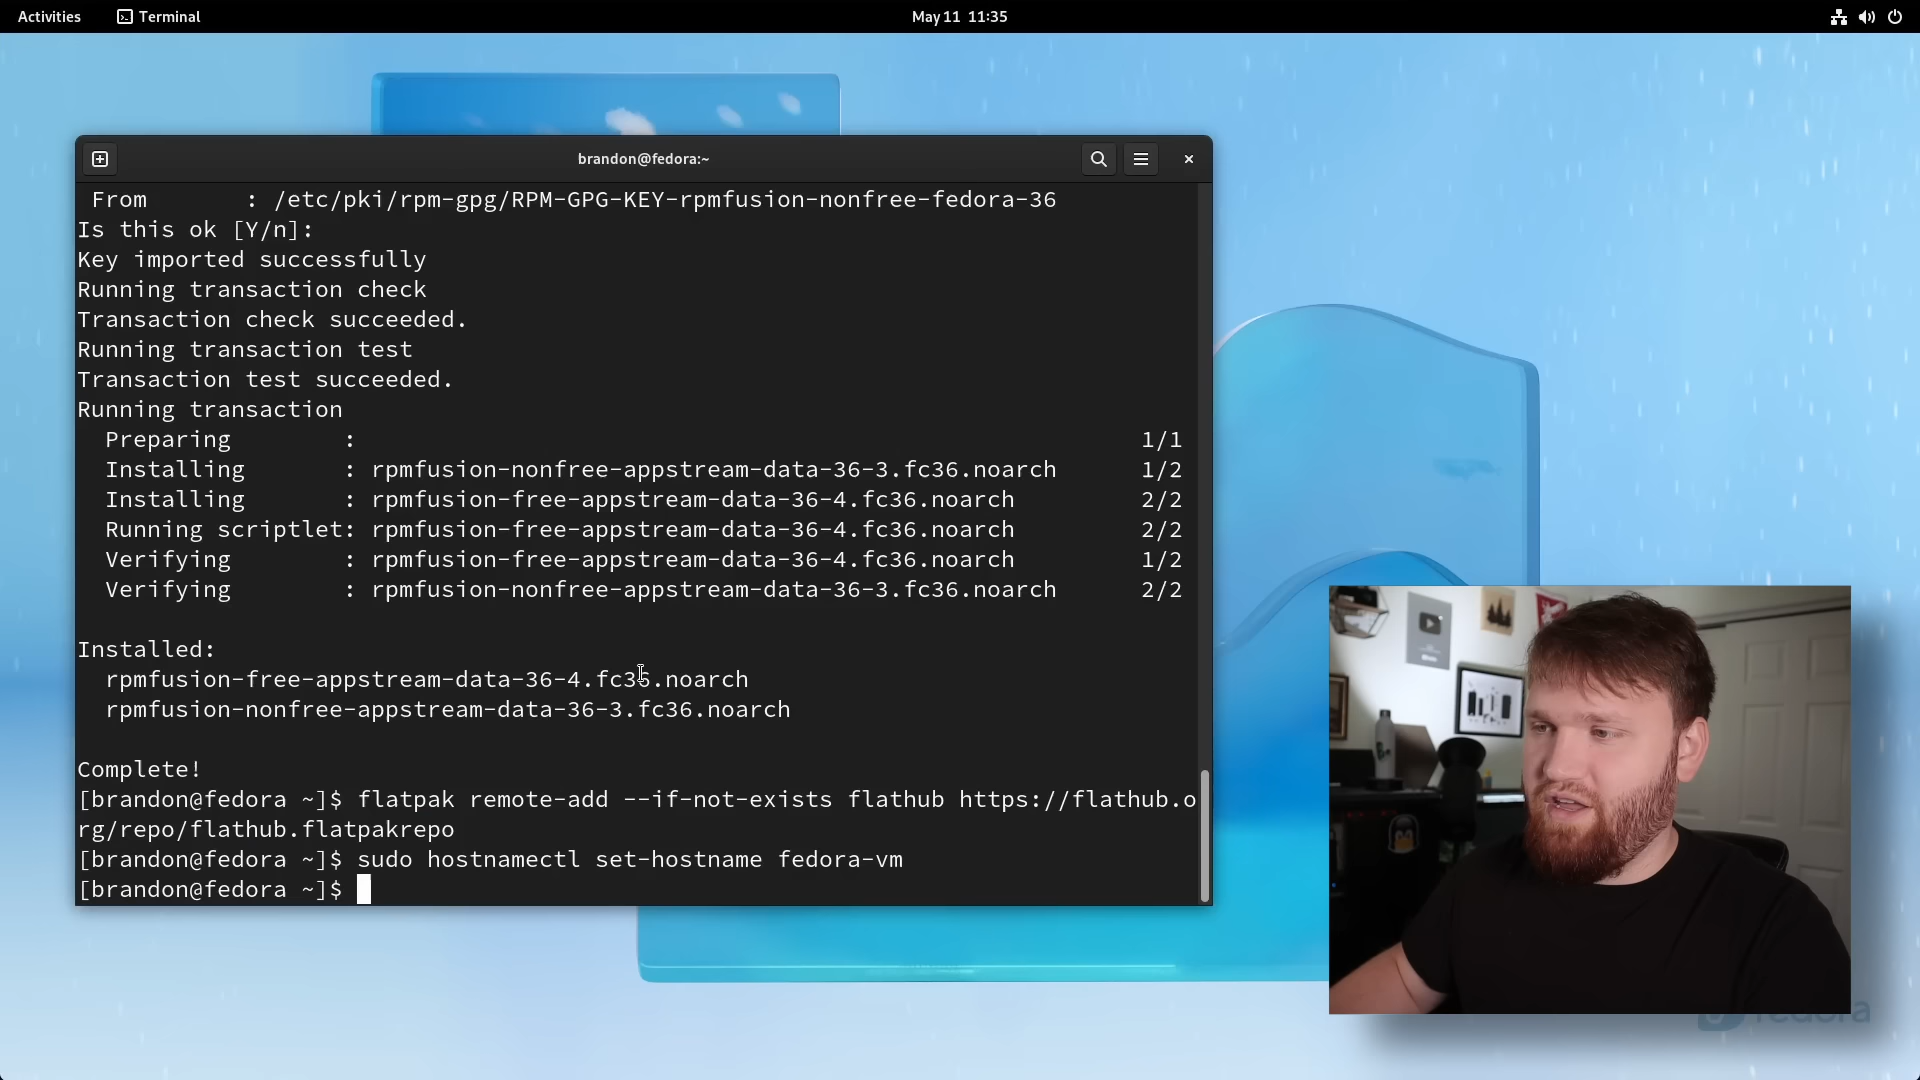 Activities Terminal May 11 11:35
brandon@fedora:~
From : /etc/pki/rpm-gpg/RPM-GPG-KEY-rpmfusion-nonfree-fedora-36
Is this ok [Y/n]:
Key imported successfully
Running transaction check
Transaction check succeeded.
Running transaction test
Transaction test succeeded.
Running transaction
Preparing : 1/1
Installing : rpmfusion-nonfree-appstream-data-36-3.fc36.noarch 1/2
Installing : rpmfusion-free-appstream-data-36-4.fc36.noarch 2/2
Running scriptlet: rpmfusion-free-appstream-data-36-4.fc36.noarch 2/2
Verifying : rpmfusion-free-appstream-data-36-4.fc36.noarch 1/2
Verifying : rpmfusion-nonfree-appstream-data-36-3.fc36.noarch 2/2
Installed:
rpmfusion-free-appstream-data-36-4.fc36.noarch
rpmfusion-nonfree-appstream-data-36-3.fc36.noarch
Complete!
[brandon@fedora ~]$ flatpak remote-add --if-not-exists flathub https://flathub.o
rg/repo/flathub.flatpakrepo
[brandon@fedora ~]$ sudo hostnamectl set-hostname fedora-vm
[brandon@fedora ~]$
fedora